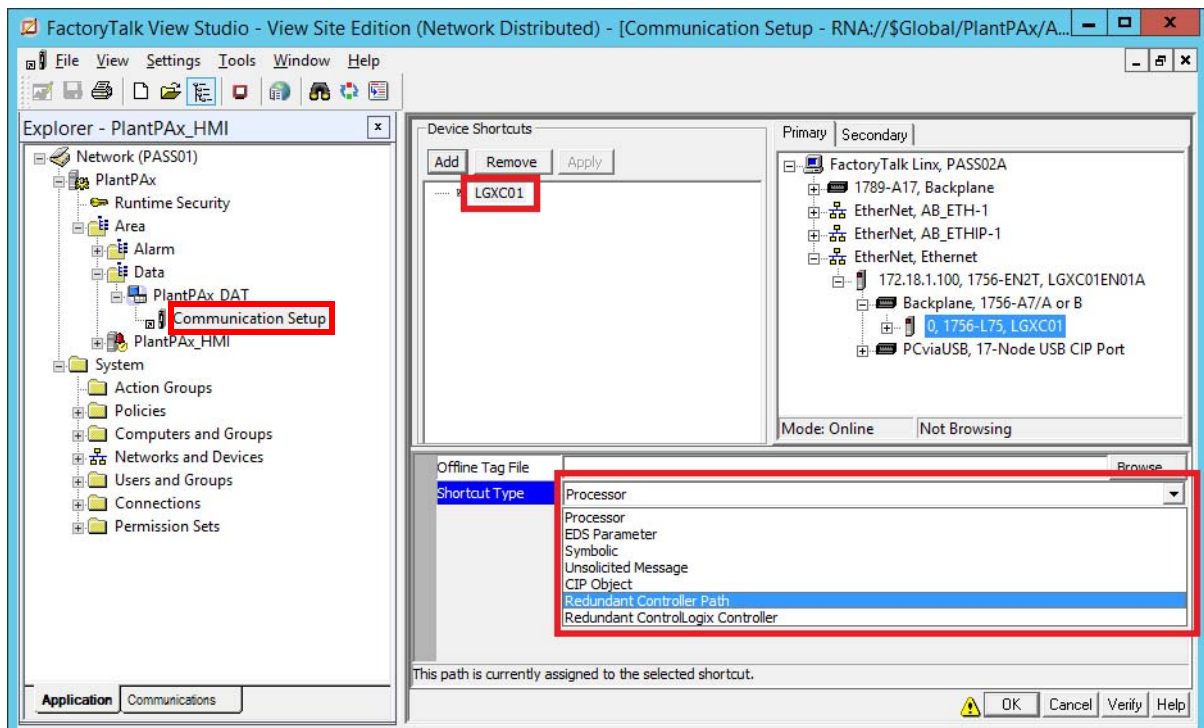 FactoryTalk View Studio - View Site Edition (Network Distributed) - [Communication Setup - RNA://$Global/PlantPAx/A...
File View Settings Tools Window Help
Explorer - PlantPAx_HMI
Network (PASS01)
PlantPAx
Runtime Security
Area
Alarm
Data
PlantPAx_DAT
Communication Setup
PlantPAx_HMI
System
Action Groups
Policies
Computers and Groups
Networks and Devices
Users and Groups
Connections
Permission Sets
Application Communications
Device Shortcuts
Add Remove Apply
LGXC01
Primary Secondary
FactoryTalk Linx, PASS02A
1789-A17, Backplane
EtherNet, AB_ETH-1
EtherNet, AB_ETHIP-1
EtherNet, Ethernet
172.18.1.100, 1756-EN2T, LGXC01EN01A
Backplane, 1756-A7/A or B
0, 1756-L75, LGXC01
PCviaUSB, 17-Node USB CIP Port
Mode: Online Not Browsing
Offline Tag File Browse...
Shortcut Type Processor
Processor
EDS Parameter
Symbolic
Unsolicited Message
CIP Object
Redundant Controller Path
Redundant ControlLogix Controller
This path is currently assigned to the selected shortcut.
OK Cancel Verify Help